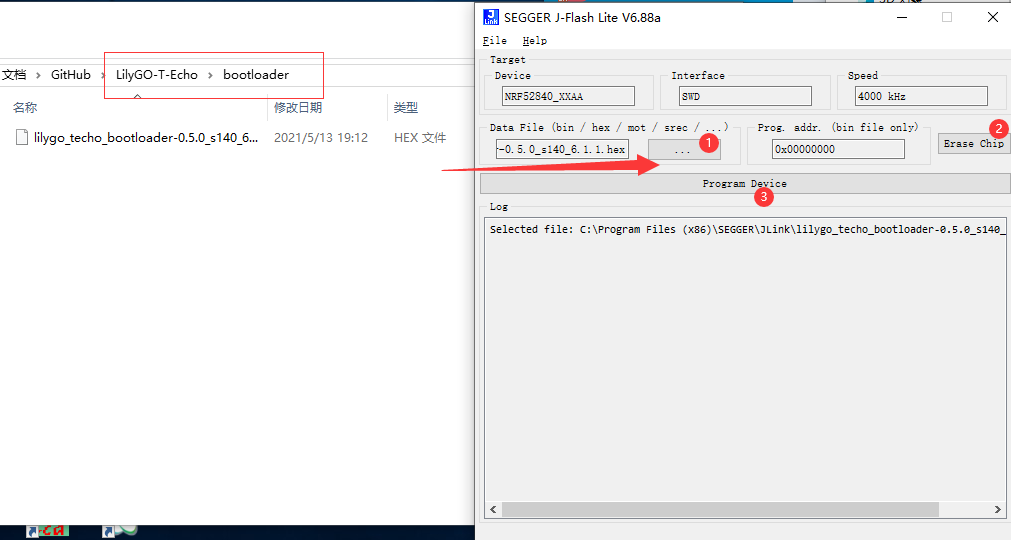 文档 > GitHub > LilyGO-T-Echo > bootloader
名称 修改日期 类型
lilygo_techo_bootloader-0.5.0_s140_6... 2021/5/13 19:12 HEX 文件
SEGGER J-Flash Lite V6.88a
File Help
Target
Device Interface Speed
NRF52840_XXAA SWD 4000 kHz
Data File (bin / hex / mot / srec / ...) Prog. addr. (bin file only)
-0.5.0_s140_6.1.1.hex ... 1 0x00000000 Erase Chip 2
Program Device
3
Log
Selected file: C:\Program Files (x86)\SEGGER\JLink\lilygo_techo_bootloader-0.5.0_s140_